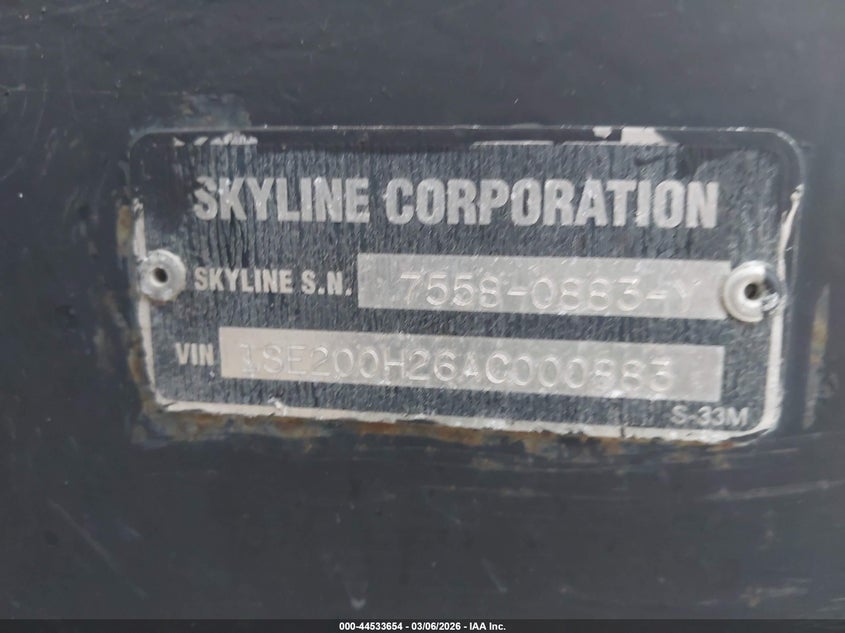 SKYLINE CORPORATION
SKYLINE S.N. 7558-0883-Y
VIN 1SE200H26AC000883
S-33M
000-44533654 | 03/06/2026 – IAA Inc.